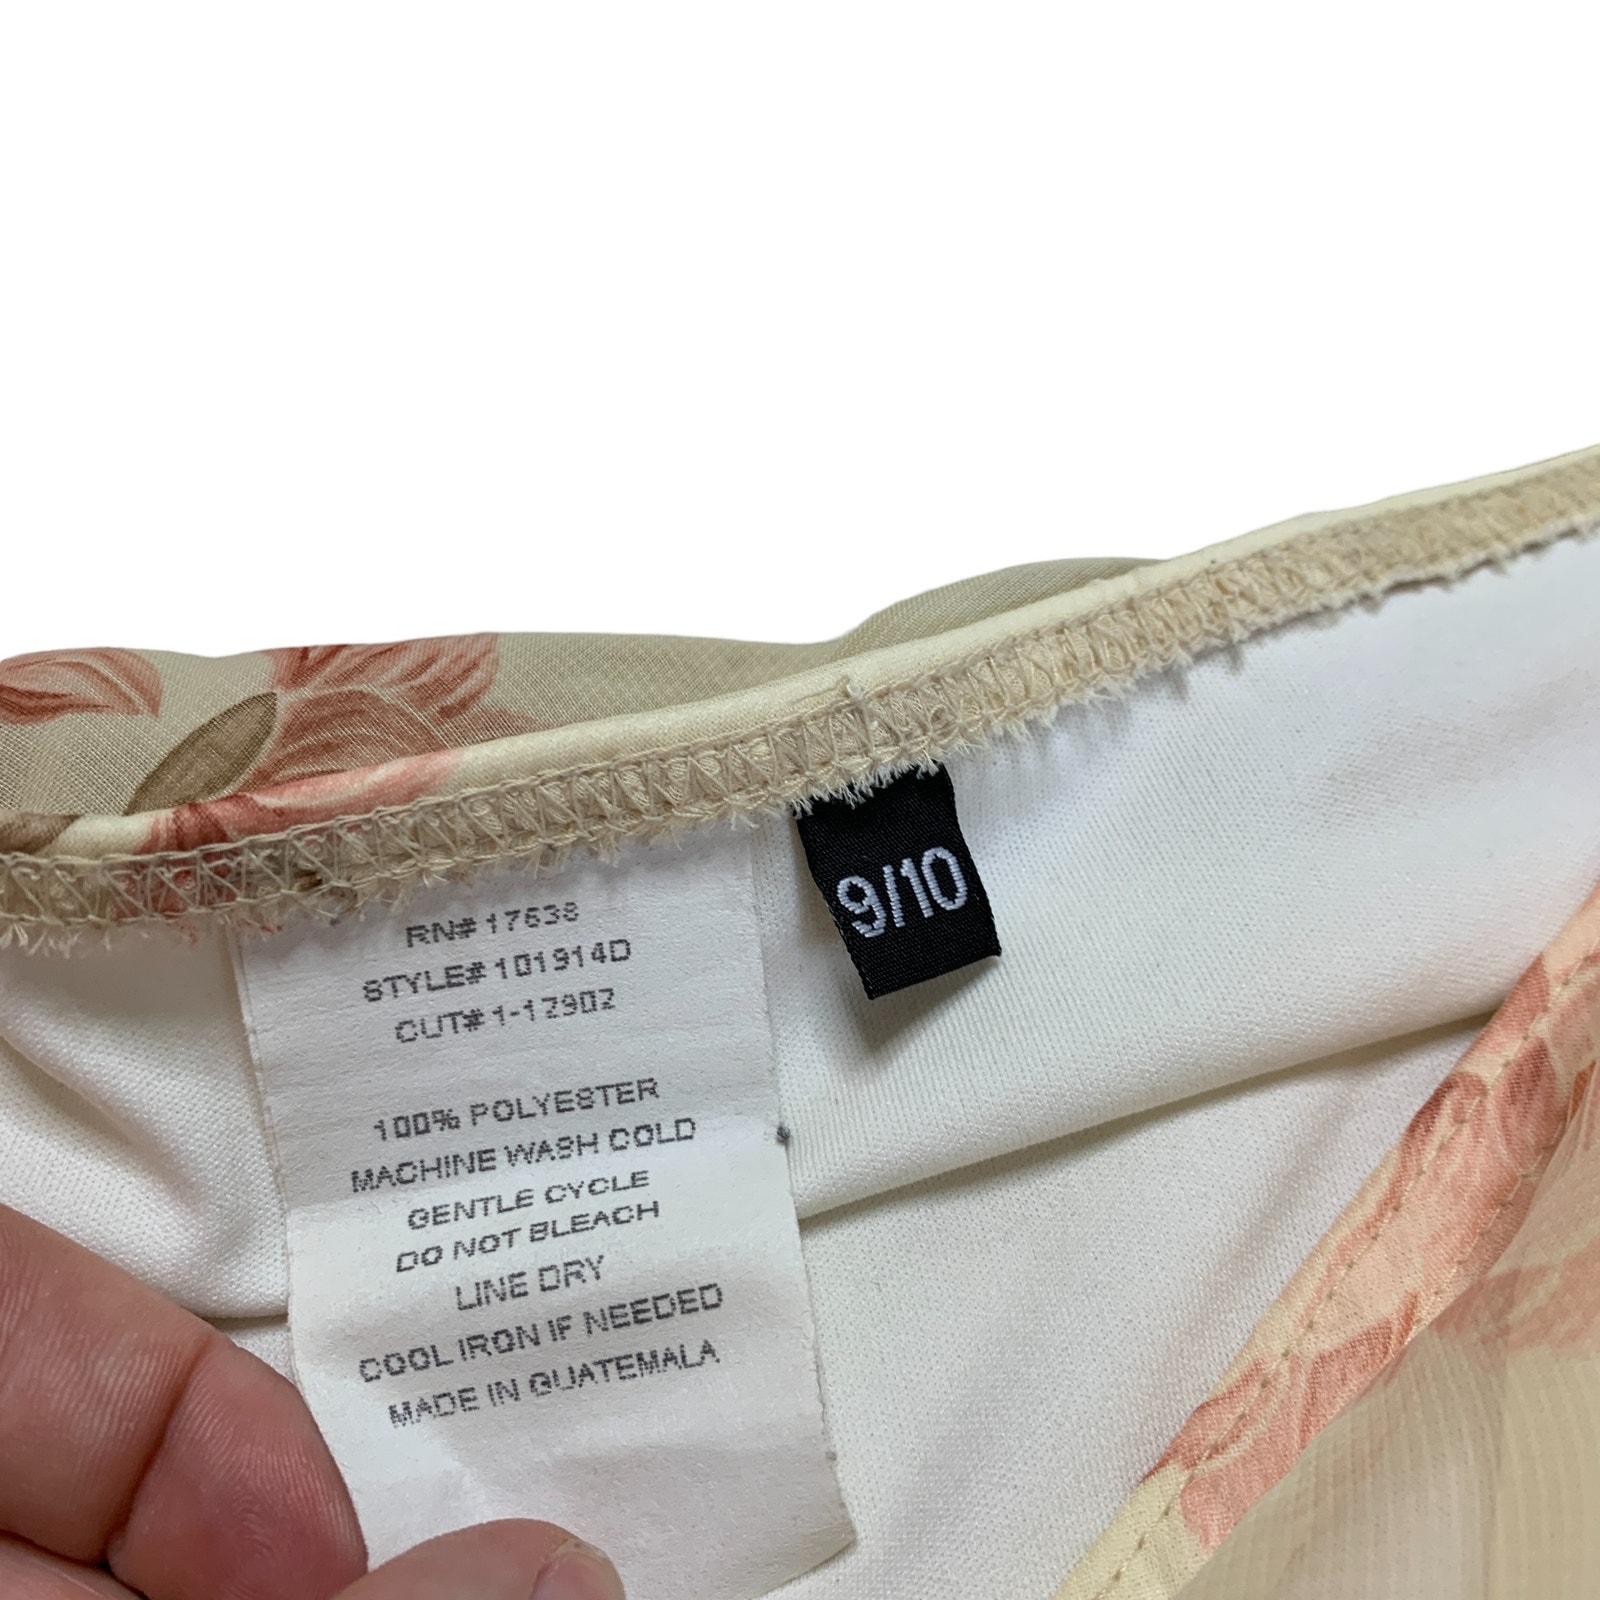 RN# 17638
STYLE# 101914D
CUT# 1-12902
100% POLYESTER
MACHINE WASH COLD
GENTLE CYCLE
DO NOT BLEACH
LINE DRY
COOL IRON IF NEEDED
MADE IN GUATEMALA
9/10